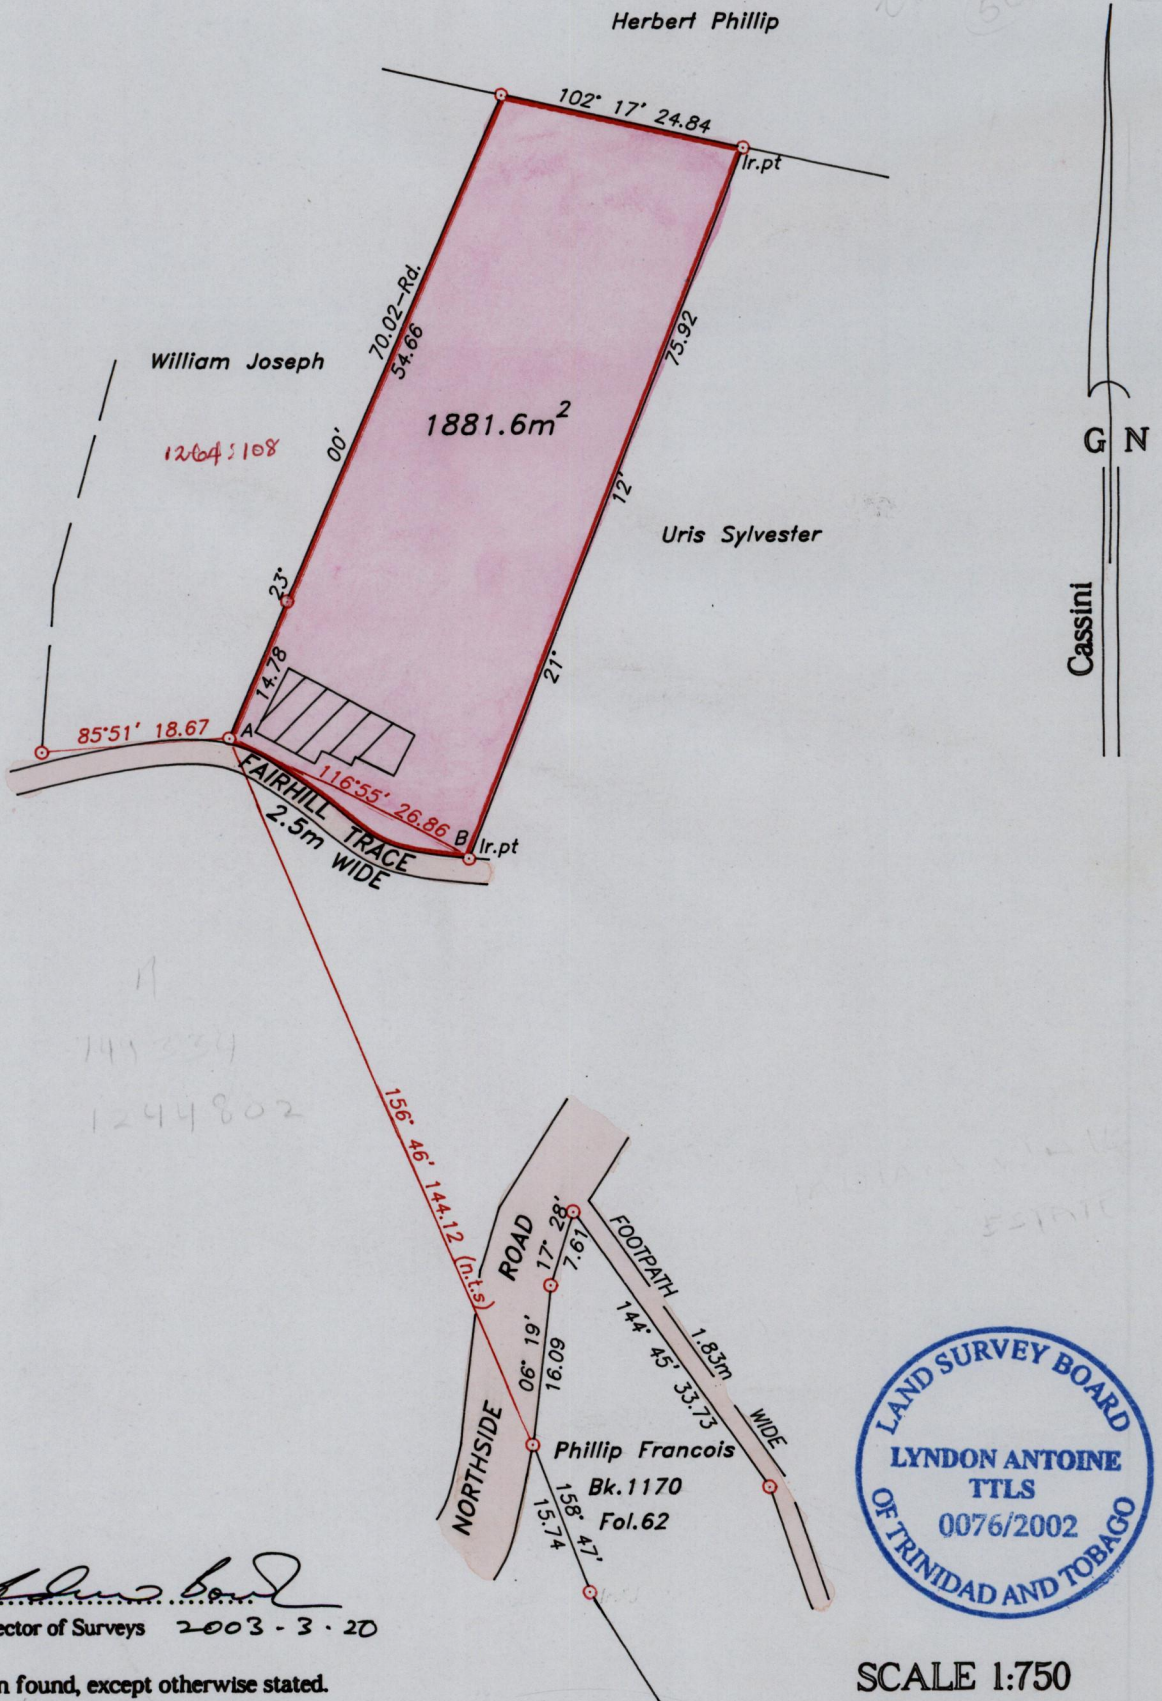 Herbert Phillip
102° 17' 24.84
Ir.pt
70.02-Rd.
54.66
William Joseph
1264:108
1881.6m²
75.92
00'
12'
G N
Uris Sylvester
Cassini
23°
21°
14.78
85°51' 18.67
A
116°55' 26.86
B
Ir.pt
FAIRHILL TRACE
2.5m WIDE
A
1244802
156° 46' 144.12 (n.t.s)
ROAD
17° 28'
7.61
FOOTPATH
1.83m
WIDE
144° 45' 33.73
06° 19'
16.09
NORTHSIDE
Phillip Francois
Bk.1170
Fol.62
158° 47'
15.74
LAND SURVEY BOARD
LYNDON ANTOINE
TTLS
0076/2002
OF TRINIDAD AND TOBAGO
ector of Surveys 2003-3-20
n found, except otherwise stated.
SCALE 1:750